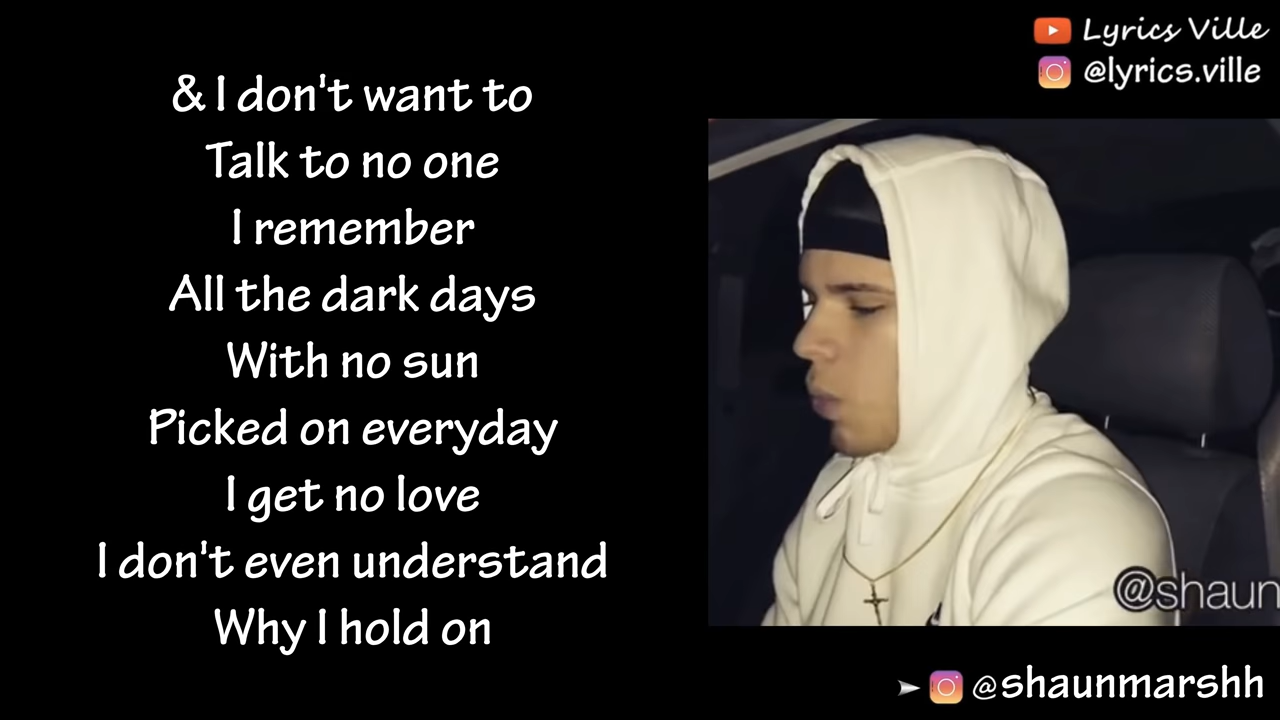 Lyrics Ville
@lyrics.ville
& I don't want to
Talk to no one
I remember
All the dark days
With no sun
Picked on everyday
I get no love
I don't even understand
Why I hold on
@shaun
@shaunmarshh